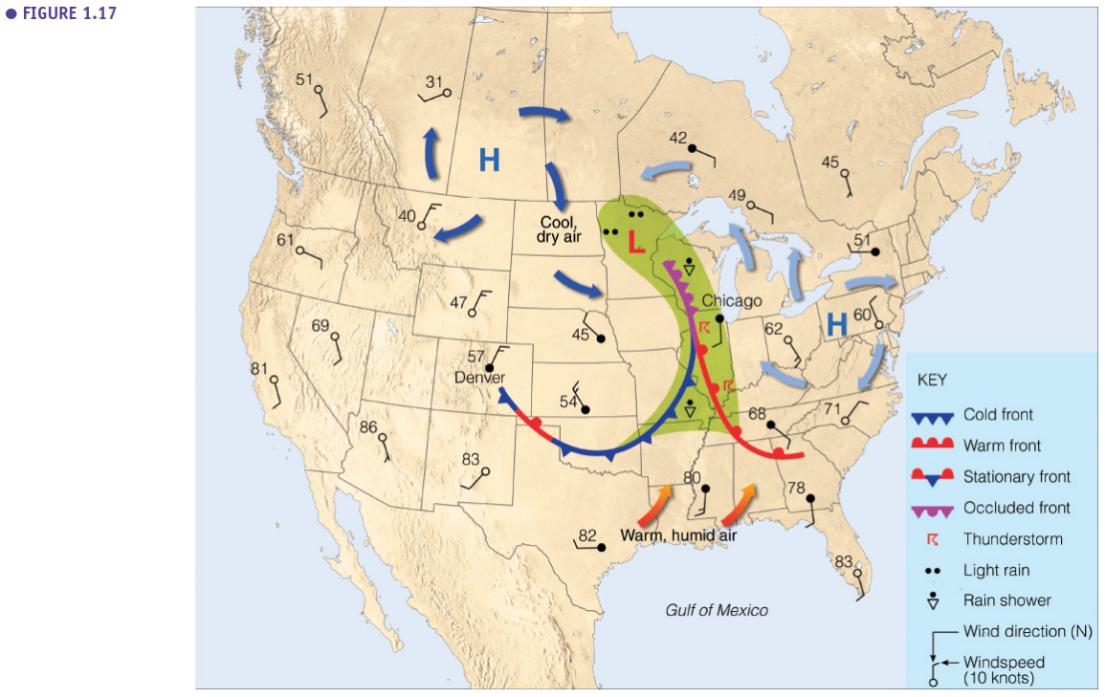 • FIGURE 1.17
51
31
H
42
45
49
40
Cool,
dry air
L
61
51
47
Chicago
45
69
62
H
60
57
Denver
81
54
86
68
71
83
80
78
Warm, humid air
82
83
Gulf of Mexico
KEY
Cold front
Warm front
Stationary front
Occluded front
Thunderstorm
Light rain
Rain shower
Wind direction (N)
Windspeed
(10 knots)